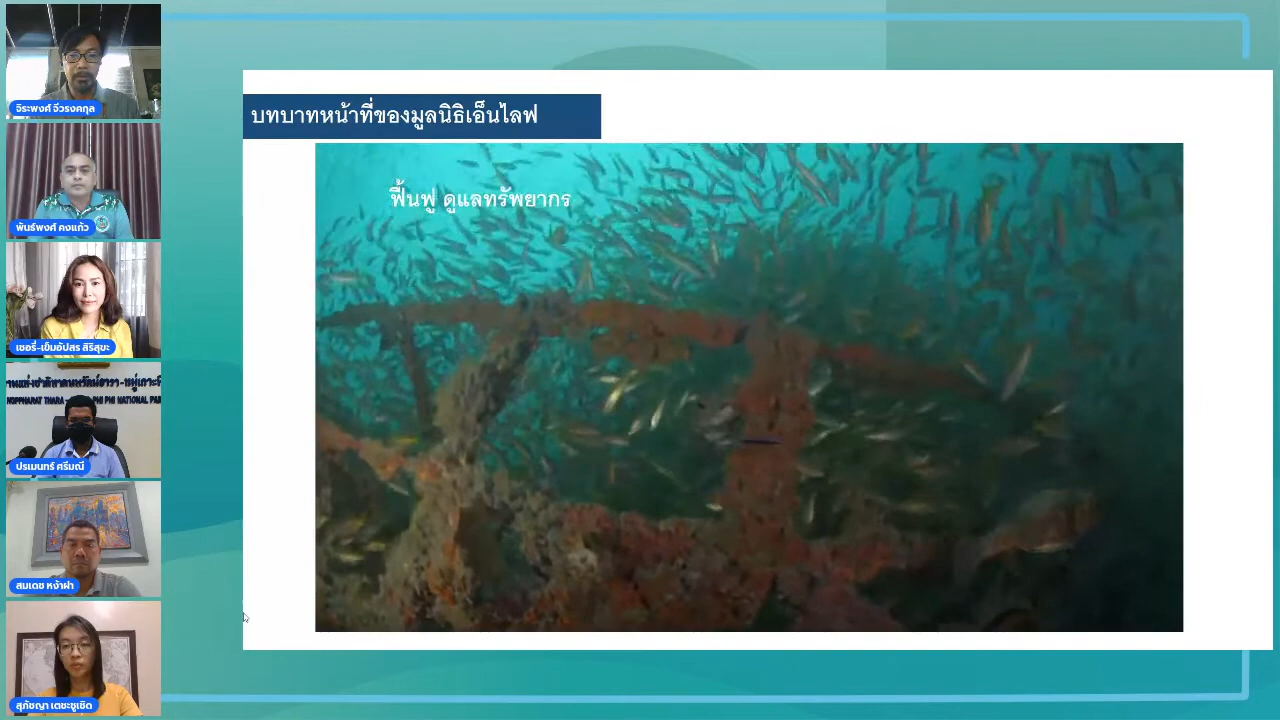 จิระพงศ์ จีวรงคกุล
พันธ์พงศ์ คงแก้ว
เชอรี่-เข็มอัปสร สิริสุขะ
ปรเมนทร์ ศรีมณี
สมเดช หง้าฝา
สุภัชญา เตชะชูเชิด
บทบาทหน้าที่ของมูลนิธิเอ็นไลฟ
ฟื้นฟู ดูแลทรัพยากร
PHI PHI NATIONAL PAR